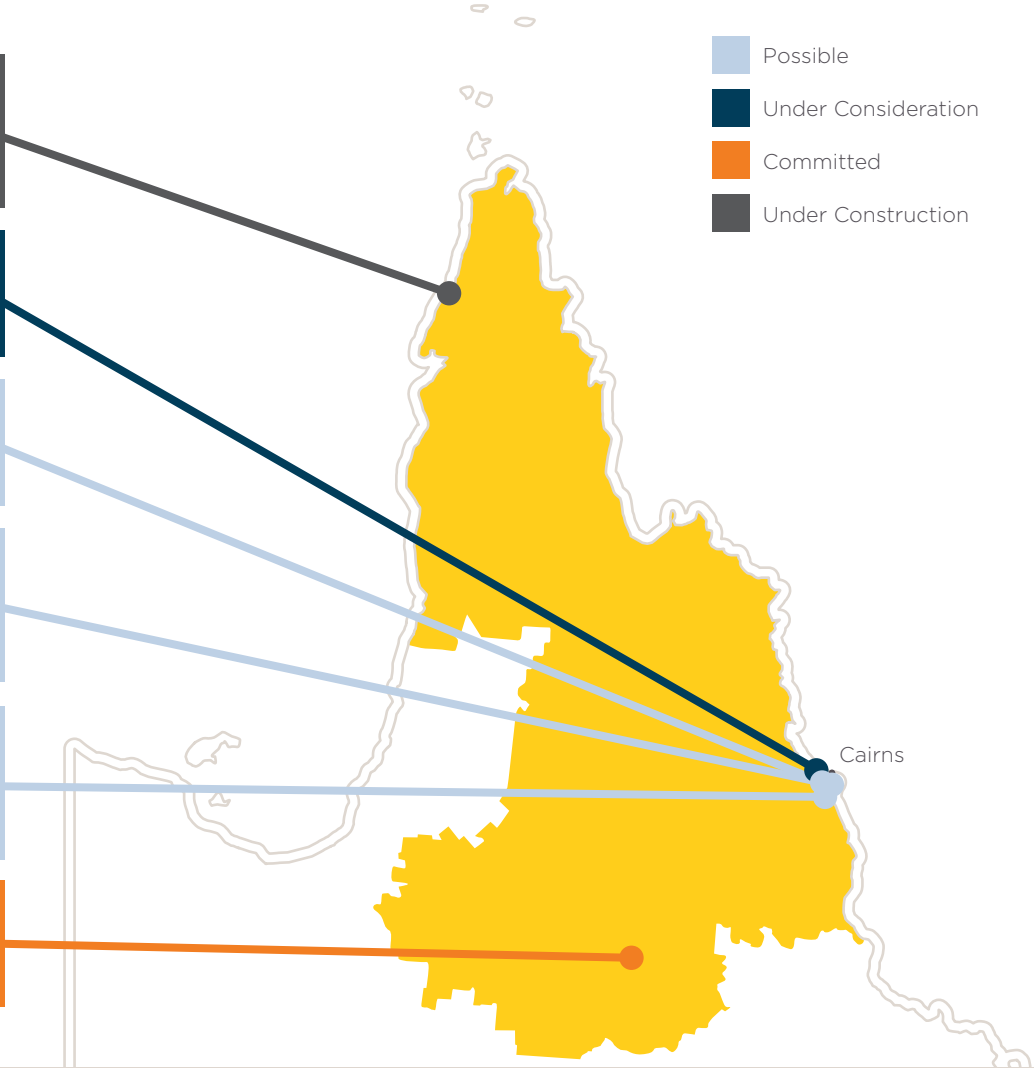 Possible
Under Consideration
Committed
Under Construction
Cairns